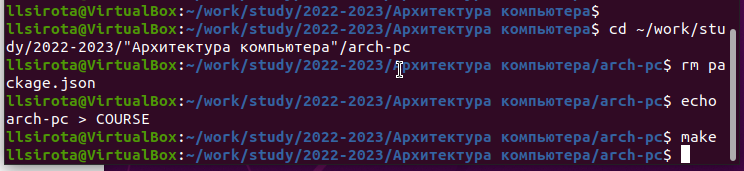 llsirota@VirtualBox:~/work/study/2022-2023/Архитектура компьютера$
llsirota@VirtualBox:~/work/study/2022-2023/Архитектура компьютера$ cd ~/work/stu
dy/2022-2023/"Архитектура компьютера"/arch-pc
llsirota@VirtualBox:~/work/study/2022-2023/Архитектура компьютера/arch-pc$ rm pa
ckage.json
llsirota@VirtualBox:~/work/study/2022-2023/Архитектура компьютера/arch-pc$ echo
arch-pc > COURSE
llsirota@VirtualBox:~/work/study/2022-2023/Архитектура компьютера/arch-pc$ make
llsirota@VirtualBox:~/work/study/2022-2023/Архитектура компьютера/arch-pc$